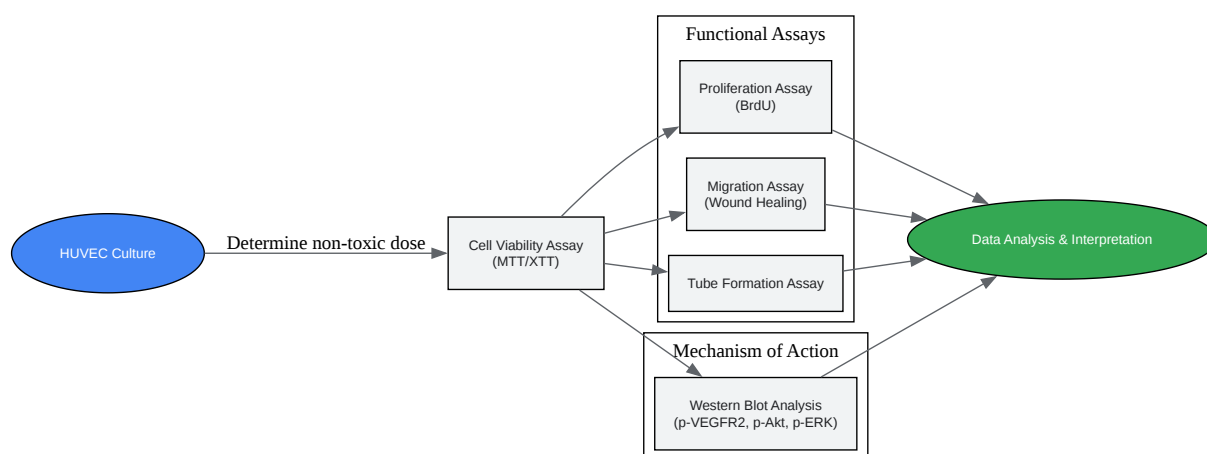 HUVEC Culture
Determine non-toxic dose
Cell Viability Assay
(MTT/XTT)
Functional Assays
Proliferation Assay
(BrdU)
Migration Assay
(Wound Healing)
Tube Formation Assay
Mechanism of Action
Western Blot Analysis
(p-VEGFR2, p-Akt, p-ERK)
Data Analysis & Interpretation